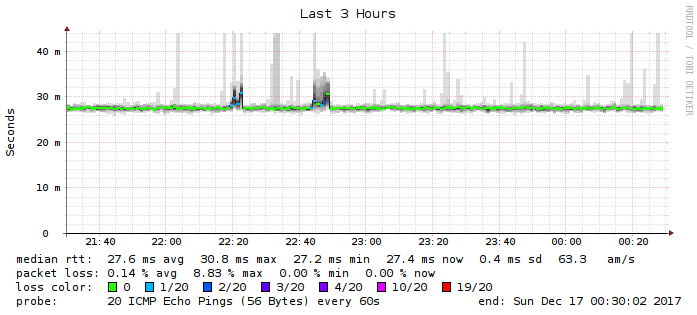 Last 3 Hours
RRDTOOL / TOBI OETIKER
Seconds
40 m
30 m
20 m
10 m
0
21:40 22:00 22:20 22:40 23:00 23:20 23:40 00:00 00:20
median rtt: 27.6 ms avg 30.8 ms max 27.2 ms min 27.4 ms now 0.4 ms sd 63.3 am/s
packet loss: 0.14 % avg 8.83 % max 0.00 % min 0.00 % now
loss color: 0 1/20 2/20 3/20 4/20 10/20 19/20
probe: 20 ICMP Echo Pings (56 Bytes) every 60s end: Sun Dec 17 00:30:02 2017